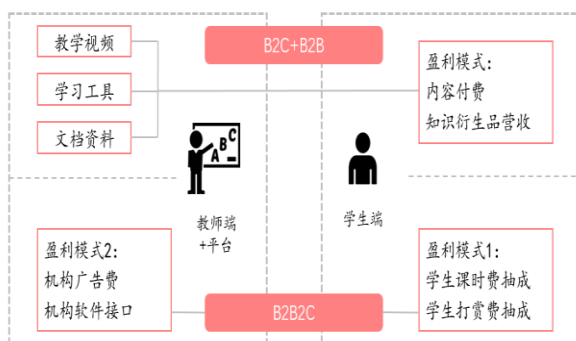 教学视频
学习工具
文档资料
B2C+B2B
盈利模式:
内容付费
知识衍生品营收
A B C
教师端
+平台
学生端
盈利模式2:
机构广告费
机构软件接口
B2B2C
盈利模式1:
学生课时费抽成
学生打赏费抽成